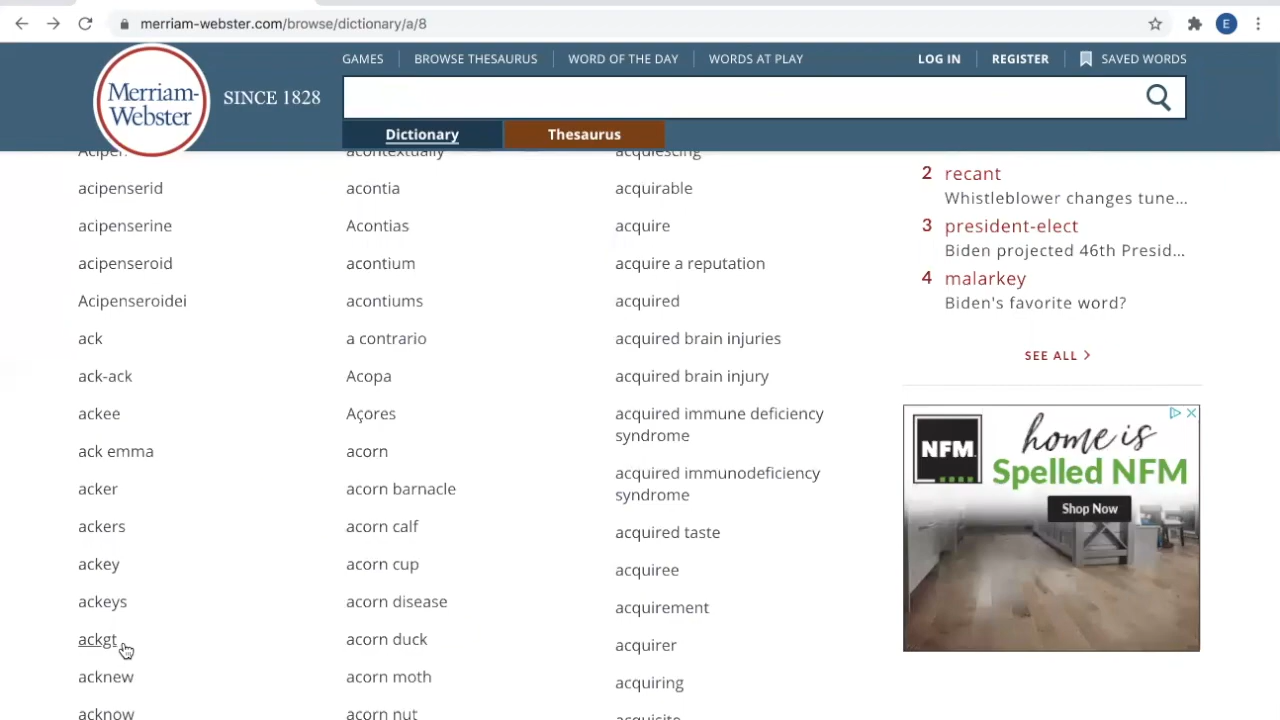 merriam-webster.com/browse/dictionary/a/8
E
GAMES
BROWSE THESAURUS
WORD OF THE DAY
WORDS AT PLAY
LOG IN
REGISTER
SAVED WORDS
Merriam-
Webster
SINCE 1828
Dictionary
Thesaurus
acipenserid
acipenserine
acipenseroid
Acipenseroidei
ack
ack-ack
ackee
ack emma
acker
ackers
ackey
ackeys
ackgt
acknew
acknow
acontextually
acontia
Acontias
acontium
acontiums
a contrario
Acopa
Açores
acorn
acorn barnacle
acorn calf
acorn cup
acorn disease
acorn duck
acorn moth
acorn nut
acquiescing
acquirable
acquire
acquire a reputation
acquired
acquired brain injuries
acquired brain injury
acquired immune deficiency
syndrome
acquired immunodeficiency
syndrome
acquired taste
acquiree
acquirement
acquirer
acquiring
2 recant
Whistleblower changes tune...
3 president-elect
Biden projected 46th Presid...
4 malarkey
Biden's favorite word?
SEE ALL >
NFM
home is
Spelled NFM
Shop Now